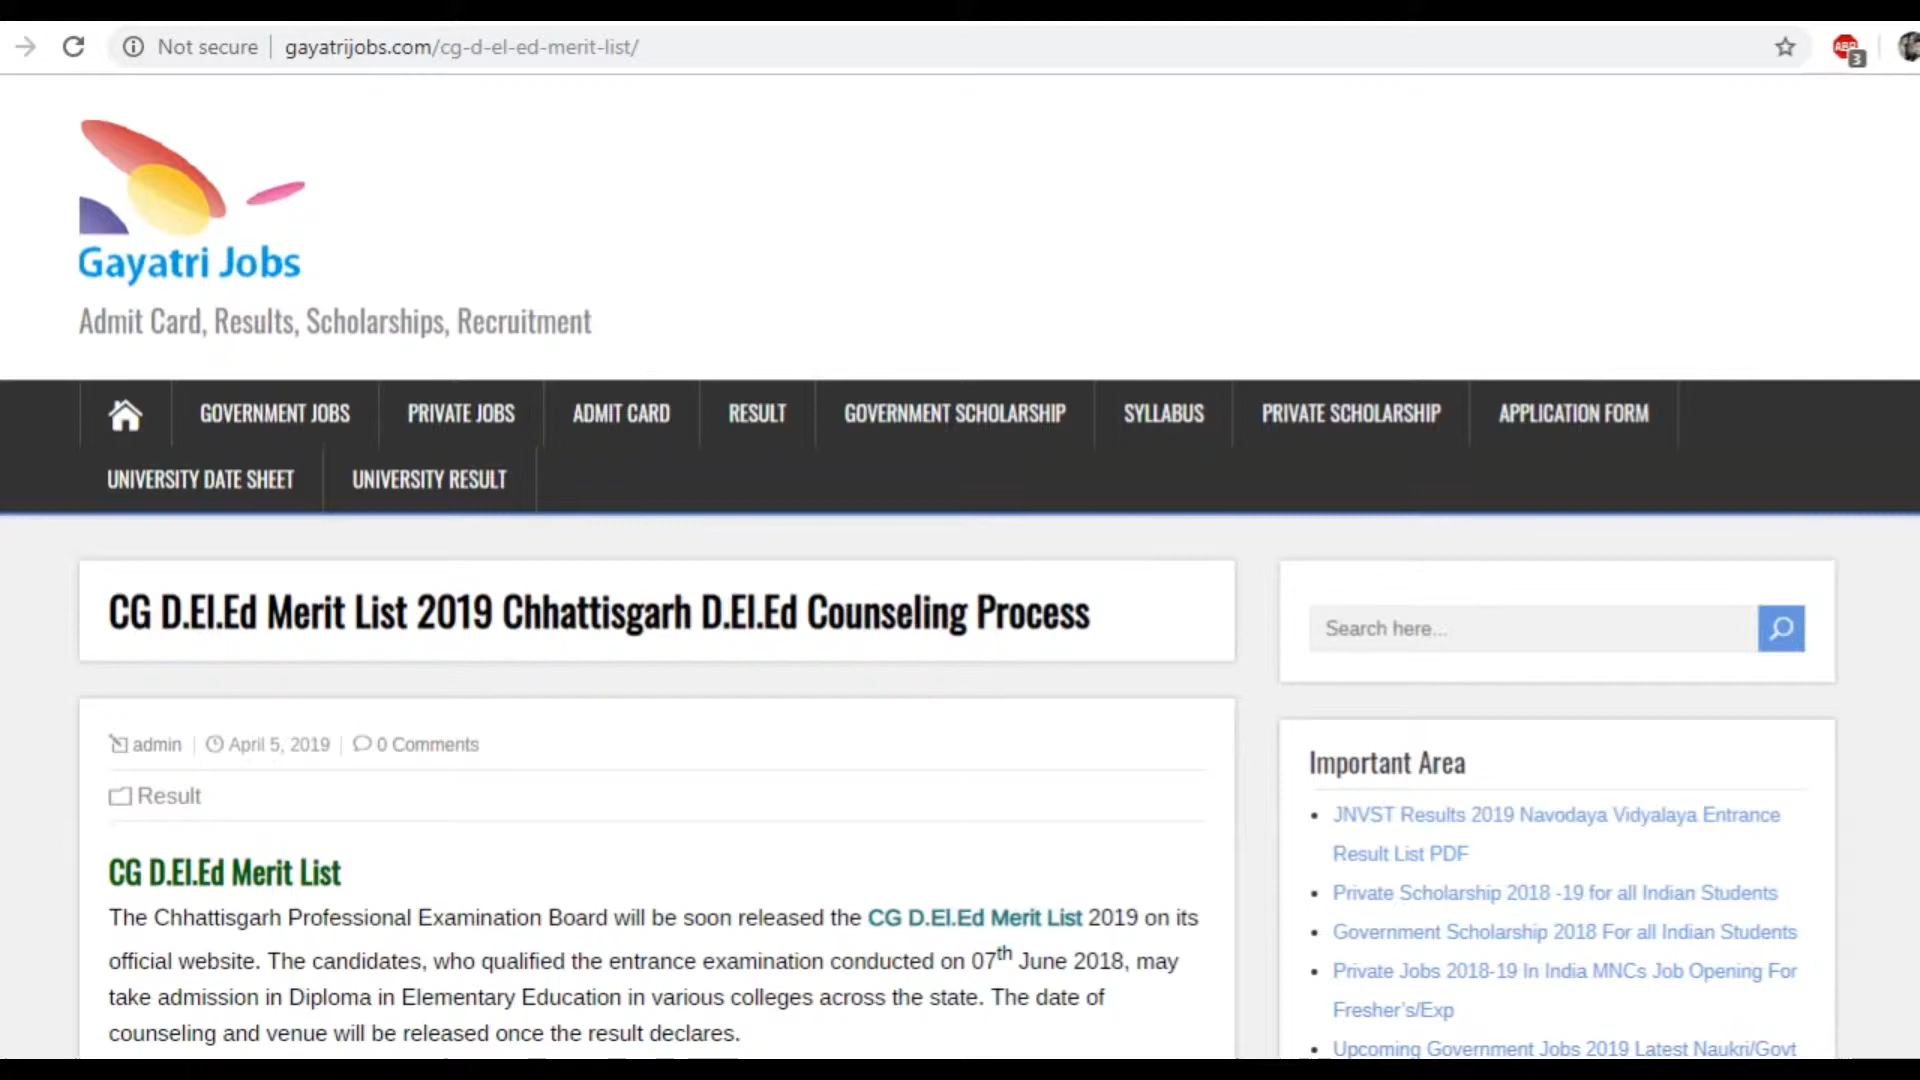 Not secure gayatrijobs.com/cg-d-el-ed-merit-list/
ABP
3
Gayatri Jobs
Admit Card, Results, Scholarships, Recruitment
GOVERNMENT JOBS PRIVATE JOBS ADMIT CARD RESULT GOVERNMENT SCHOLARSHIP SYLLABUS PRIVATE SCHOLARSHIP APPLICATION FORM
UNIVERSITY DATE SHEET UNIVERSITY RESULT
CG D.El.Ed Merit List 2019 Chhattisgarh D.El.Ed Counseling Process
admin April 5, 2019 0 Comments
Result
CG D.El.Ed Merit List
The Chhattisgarh Professional Examination Board will be soon released the CG D.El.Ed Merit List 2019 on its
official website. The candidates, who qualified the entrance examination conducted on 07th June 2018, may
take admission in Diploma in Elementary Education in various colleges across the state. The date of
counseling and venue will be released once the result declares.
Search here...
Important Area
JNVST Results 2019 Navodaya Vidyalaya Entrance
Result List PDF
Private Scholarship 2018 -19 for all Indian Students
Government Scholarship 2018 For all Indian Students
Private Jobs 2018-19 In India MNCs Job Opening For
Fresher's/Exp
Upcoming Government Jobs 2019 Latest Naukri/Govt